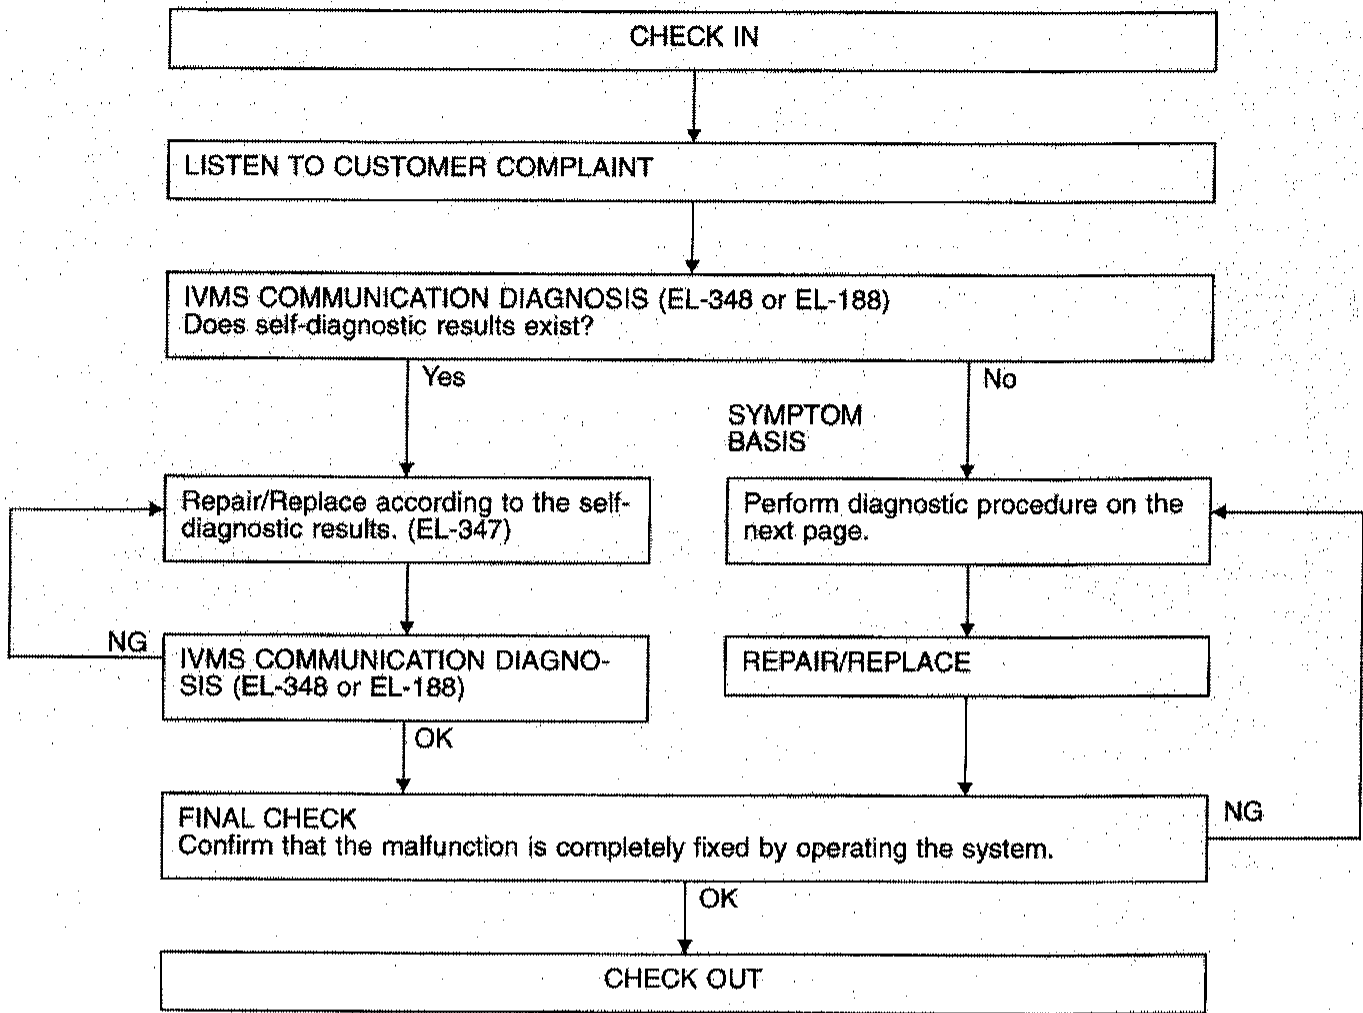 CHECK IN
LISTEN TO CUSTOMER COMPLAINT
IVMS COMMUNICATION DIAGNOSIS (EL-348 or EL-188)
Does self-diagnostic results exist?
Yes
No
SYMPTOM
BASIS
Repair/Replace according to the self-
diagnostic results. (EL-347)
Perform diagnostic procedure on the
next page.
NG
IVMS COMMUNICATION DIAGNO-
SIS (EL-348 or EL-188)
REPAIR/REPLACE
OK
FINAL CHECK
Confirm that the malfunction is completely fixed by operating the system.
NG
OK
CHECK OUT